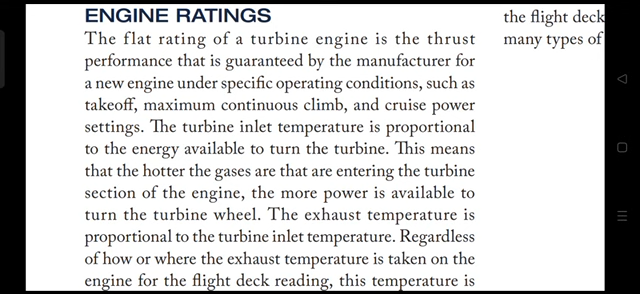 ENGINE RATINGS
The flat rating of a turbine engine is the thrust
performance that is guaranteed by the manufacturer for
a new engine under specific operating conditions, such as
takeoff, maximum continuous climb, and cruise power
settings. The turbine inlet temperature is proportional
to the energy available to turn the turbine. This means
that the hotter the gases are that are entering the turbine
section of the engine, the more power is available to
turn the turbine wheel. The exhaust temperature is
proportional to the turbine inlet temperature. Regardless
of how or where the exhaust temperature is taken on the
engine for the flight deck reading, this temperature is
the flight deck
many types of